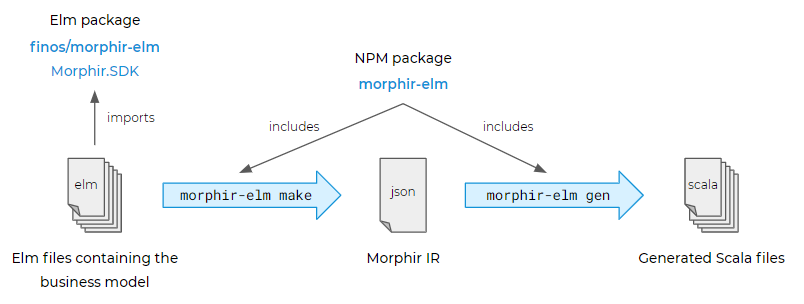 Elm package
finos/morphir-elm
Morphir.SDK
NPM package
morphir-elm
imports
includes
includes
elm
morphir-elm make
json
morphir-elm gen
scala
Elm files containing the
business model
Morphir IR
Generated Scala files